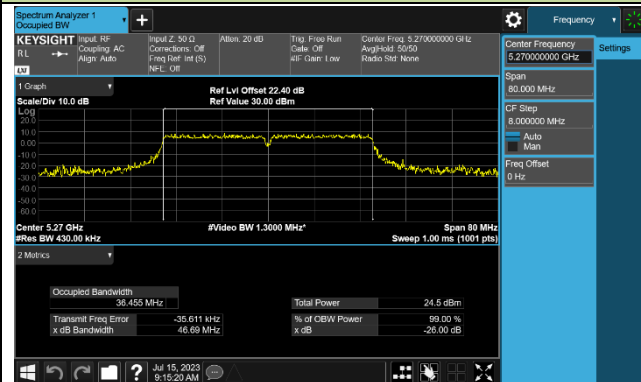 Spectrum Analyzer 1
Occupied BW
Frequency
KEYSIGHT
RL
LXI
Input: RF
Coupling: AC
Align: Auto
Input Z: 50 Ω
Corrections: Off
Freq Ref: Int (S)
NFE: Off
Atten: 20 dB
Trig: Free Run
Gate: Off
#IF Gain: Low
Center Freq: 5.270000000 GHz
Avg|Hold: 50/50
Radio Std: None
Center Frequency
5.270000000 GHz
Settings
Span
80.000 MHz
CF Step
8.000000 MHz
Auto
Man
Freq Offset
0 Hz
1 Graph
Scale/Div 10.0 dB
Ref Lvl Offset 22.40 dB
Ref Value 30.00 dBm
Log
20.0
10.0
0.00
-10.0
-20.0
-30.0
-40.0
-50.0
-60.0
Center 5.27 GHz
#Video BW 1.3000 MHz*
Span 80 MHz
#Res BW 430.00 kHz
Sweep 1.00 ms (1001 pts)
2 Metrics
Occupied Bandwidth
36.455 MHz
Total Power
24.5 dBm
Transmit Freq Error
-35.611 kHz
% of OBW Power
99.00 %
x dB Bandwidth
46.69 MHz
x dB
-26.00 dB
Jul 15, 2023
9:15:20 AM